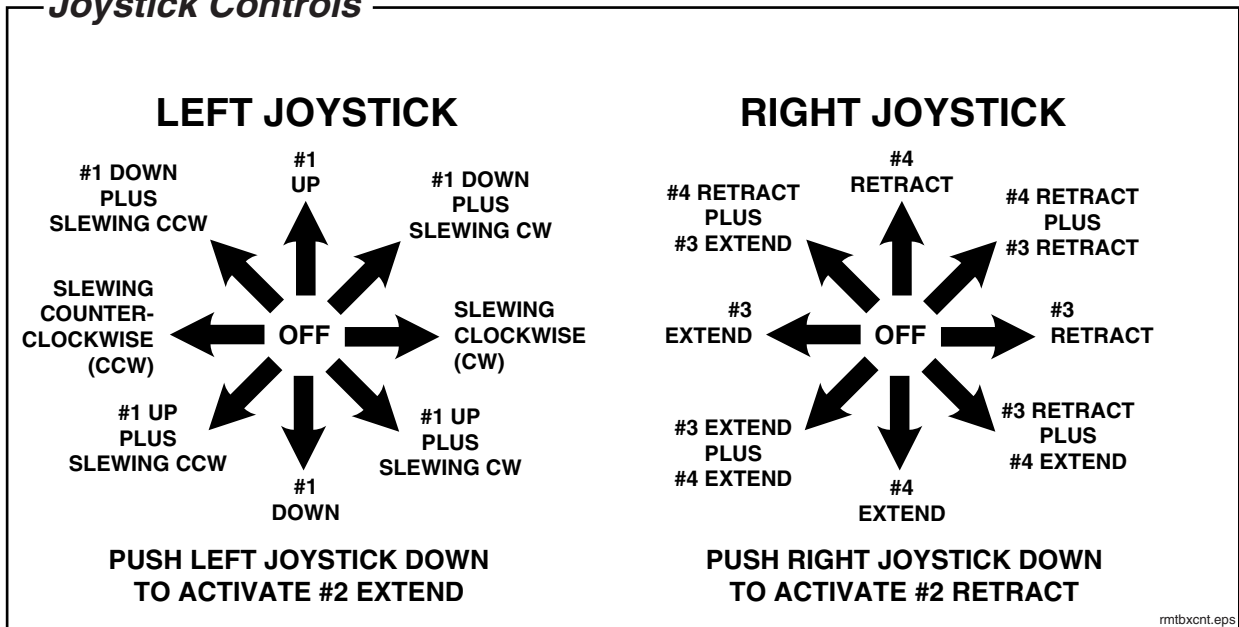 Joystick Controls
LEFT JOYSTICK
#1 DOWN
PLUS
SLEWING CCW
#1
UP
#1 DOWN
PLUS
SLEWING CW
SLEWING
COUNTER-
CLOCKWISE
(CCW)
OFF
SLEWING
CLOCKWISE
(CW)
#1 UP
PLUS
SLEWING CCW
#1
DOWN
#1 UP
PLUS
SLEWING CW
PUSH LEFT JOYSTICK DOWN
TO ACTIVATE #2 EXTEND
RIGHT JOYSTICK
#4 RETRACT
PLUS
#3 EXTEND
#4
RETRACT
#4 RETRACT
PLUS
#3 RETRACT
#3
EXTEND
OFF
#3
RETRACT
#3 EXTEND
PLUS
#4 EXTEND
#4
EXTEND
#3 RETRACT
PLUS
#4 EXTEND
PUSH RIGHT JOYSTICK DOWN
TO ACTIVATE #2 RETRACT
rmtbxcnt.eps